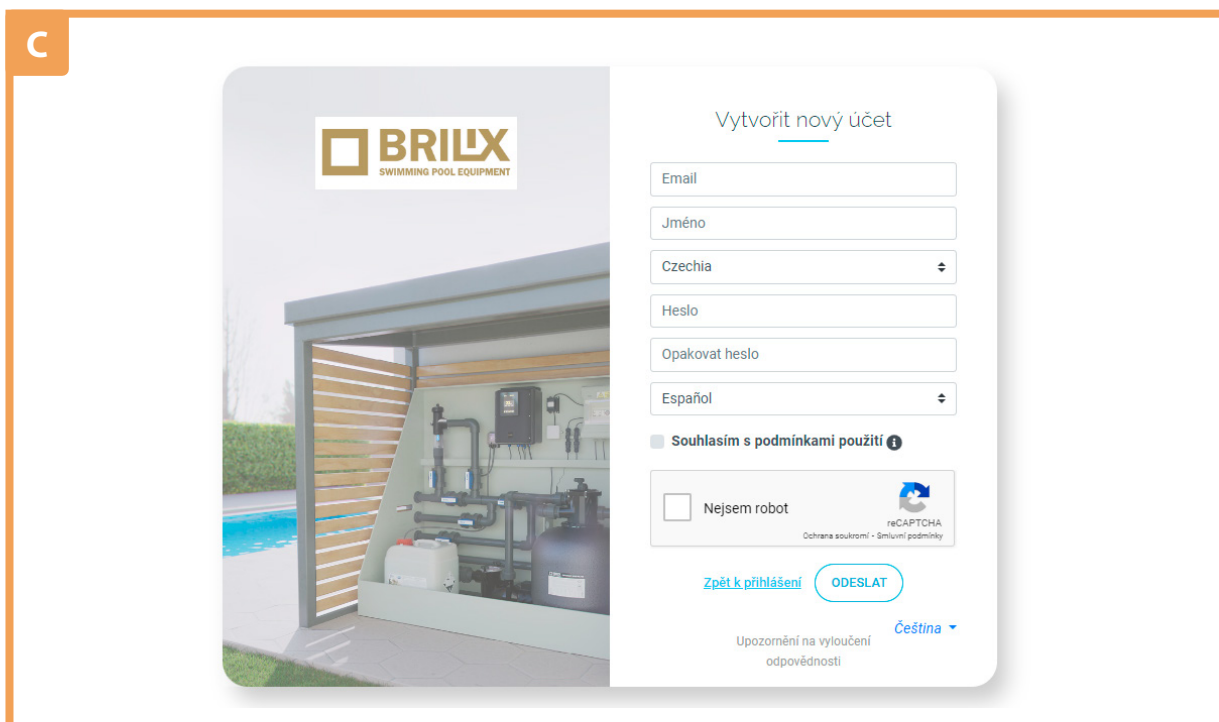 C
BRILIX
SWIMMING POOL EQUIPMENT
Vytvořit nový účet
Email
Jméno
Czechia
Heslo
Opakovat heslo
Español
Souhlasím s podmínkami použití
Nejsem robot
reCAPTCHA
Ochrana soukromí - Smluvní podmínky
Zpět k přihlášení
ODESLAT
Čeština
Upozornění na vyloučení
odpovědnosti